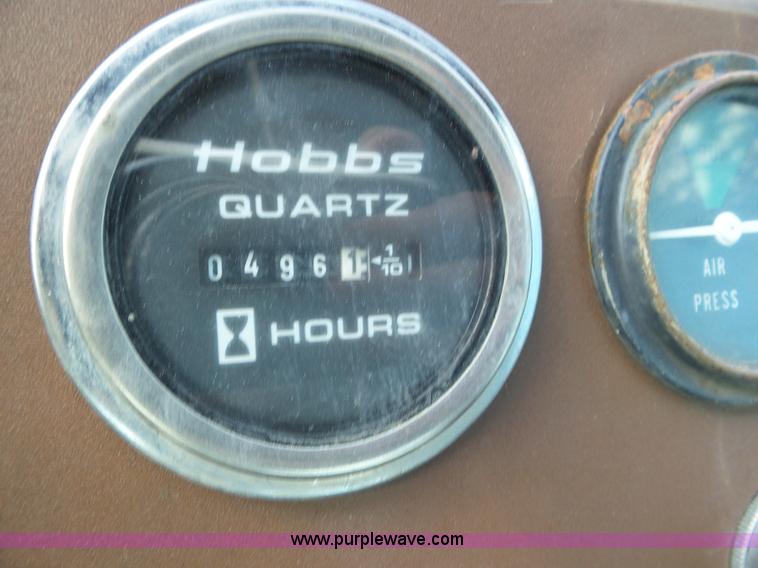 Hobbs
QUARTZ
0 4 9 6 1 1/10
HOURS
AIR
PRESS
www.purplewave.com